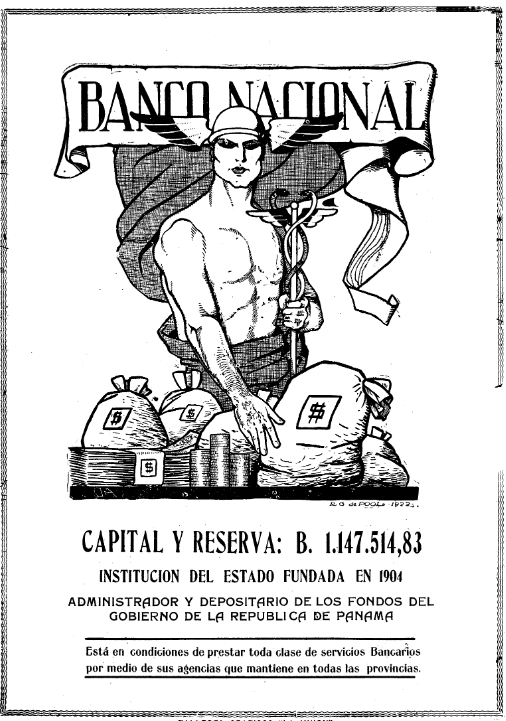 BANCO NACIONAL
$
$
$
CAPITAL Y RESERVA: B. 1.147.514,83
INSTITUCION DEL ESTADO FUNDADA EN 1904
ADMINISTRADOR Y DEPOSITARIO DE LOS FONDOS DEL
GOBIERNO DE LA REPUBLICA DE PANAMA
Está en condiciones de prestar toda clase de servicios Bancarios
por medio de sus agencias que mantiene en todas las provincias.